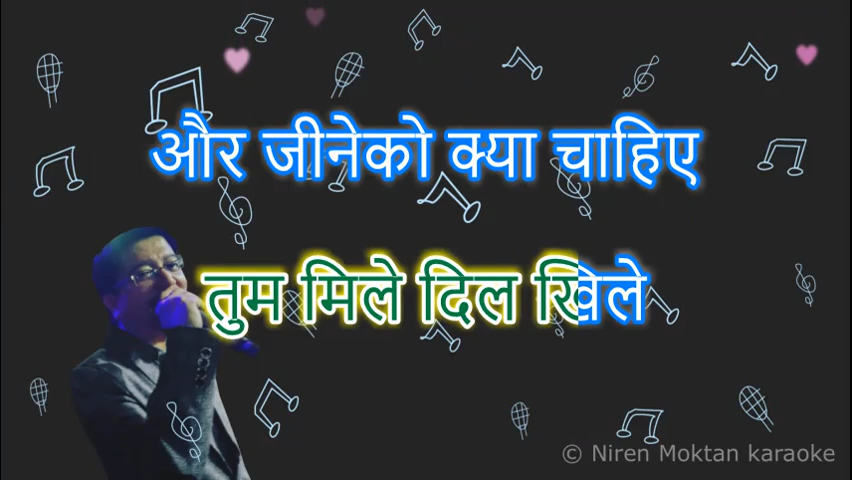 और जीनेको क्या चाहिए
तुम मिले दिल खिले
© Niren Moktan karaoke